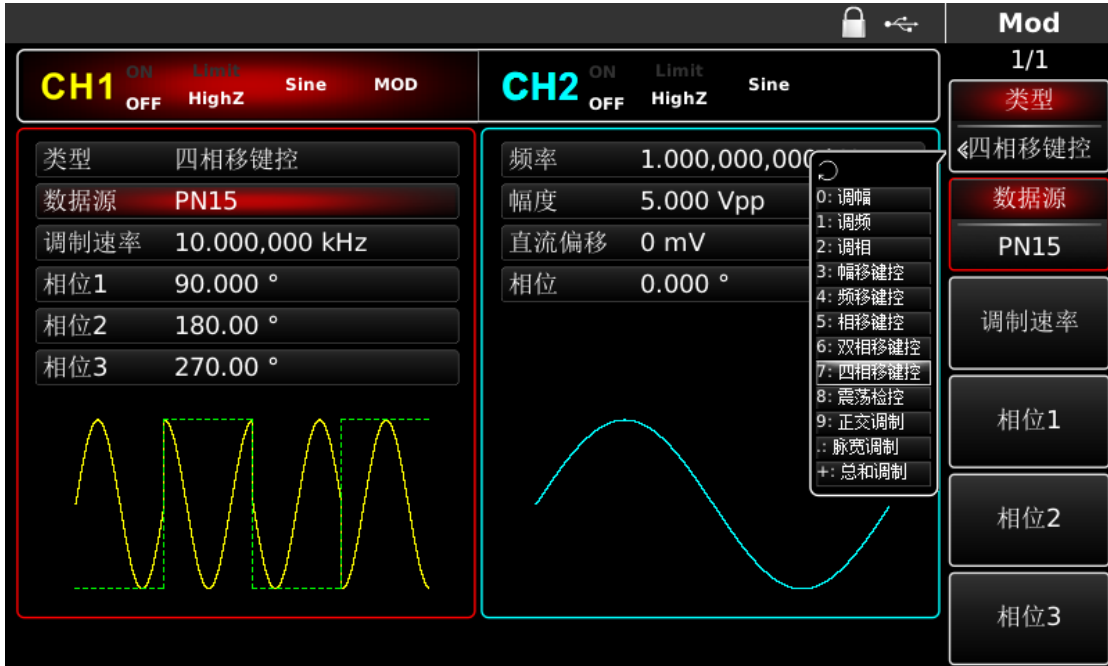 Mod
1/1
CH1 ON OFF Limit HighZ Sine MOD
CH2 ON OFF Limit HighZ Sine
类型 四相移键控
数据源 PN15
调制速率 10.000,000 kHz
相位1 90.000 °
相位2 180.00 °
相位3 270.00 °
频率 1.000,000,000
幅度 5.000 Vpp
直流偏移 0 mV
相位 0.000 °
0: 调幅
1: 调频
2: 调相
3: 幅移键控
4: 频移键控
5: 相移键控
6: 双相移键控
7: 四相移键控
8: 震荡检控
9: 正交调制
.: 脉宽调制
+: 总和调制
类型
四相移键控
数据源
PN15
调制速率
相位1
相位2
相位3